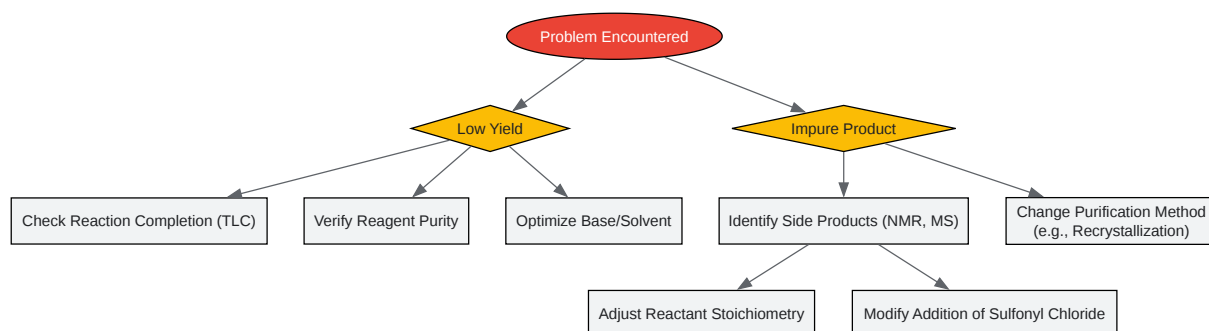 Problem Encountered
Low Yield
Impure Product
Check Reaction Completion (TLC)
Verify Reagent Purity
Optimize Base/Solvent
Identify Side Products (NMR, MS)
Change Purification Method
(e.g., Recrystallization)
Adjust Reactant Stoichiometry
Modify Addition of Sulfonyl Chloride